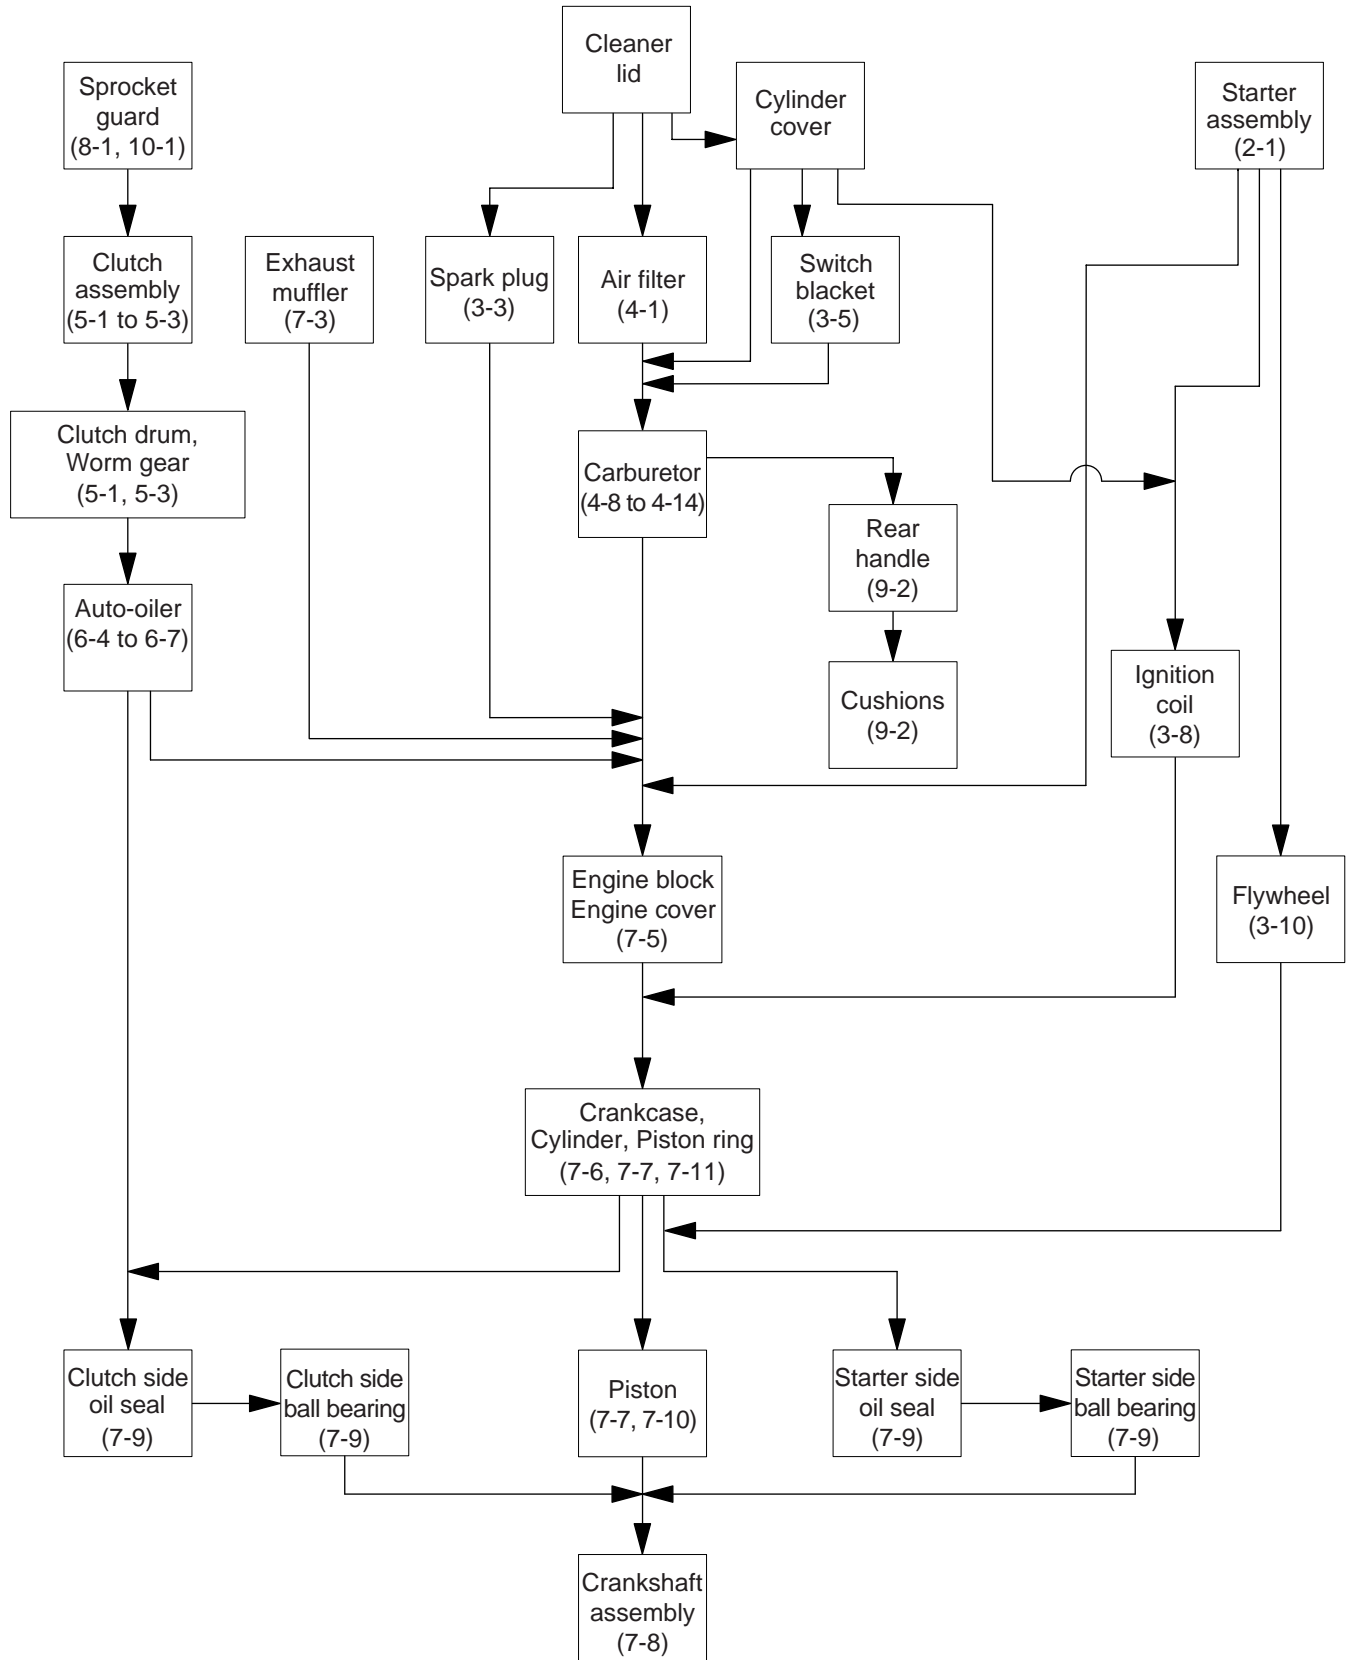 Cleaner
lid
Sprocket
guard
(8-1, 10-1)
Cylinder
cover
Starter
assembly
(2-1)
Clutch
assembly
(5-1 to 5-3)
Exhaust
muffler
(7-3)
Spark plug
(3-3)
Air filter
(4-1)
Switch
blacket
(3-5)
Clutch drum,
Worm gear
(5-1, 5-3)
Carburetor
(4-8 to 4-14)
Rear
handle
(9-2)
Auto-oiler
(6-4 to 6-7)
Cushions
(9-2)
Ignition
coil
(3-8)
Engine block
Engine cover
(7-5)
Flywheel
(3-10)
Crankcase,
Cylinder, Piston ring
(7-6, 7-7, 7-11)
Clutch side
oil seal
(7-9)
Clutch side
ball bearing
(7-9)
Piston
(7-7, 7-10)
Starter side
oil seal
(7-9)
Starter side
ball bearing
(7-9)
Crankshaft
assembly
(7-8)